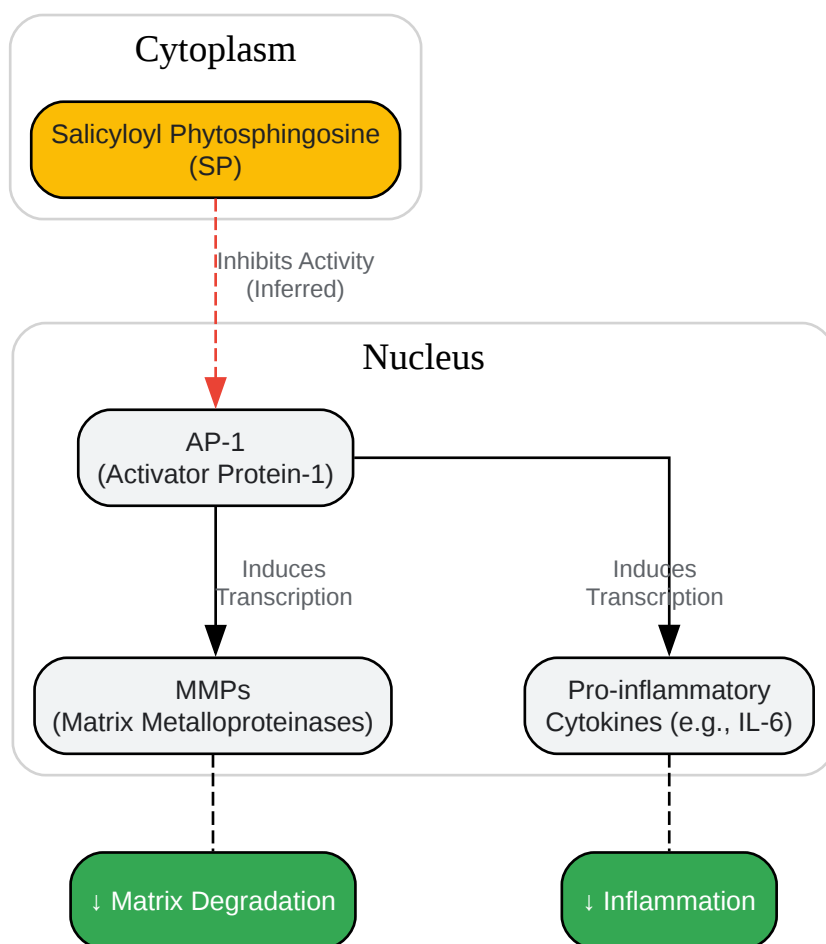 Cytoplasm
Salicyloyl Phytosphingosine
(SP)
Inhibits Activity
(Inferred)
Nucleus
AP-1
(Activator Protein-1)
Induces
Transcription
Induces
Transcription
MMPs
(Matrix Metalloproteinases)
Pro-inflammatory
Cytokines (e.g., IL-6)
↓ Matrix Degradation
↓ Inflammation